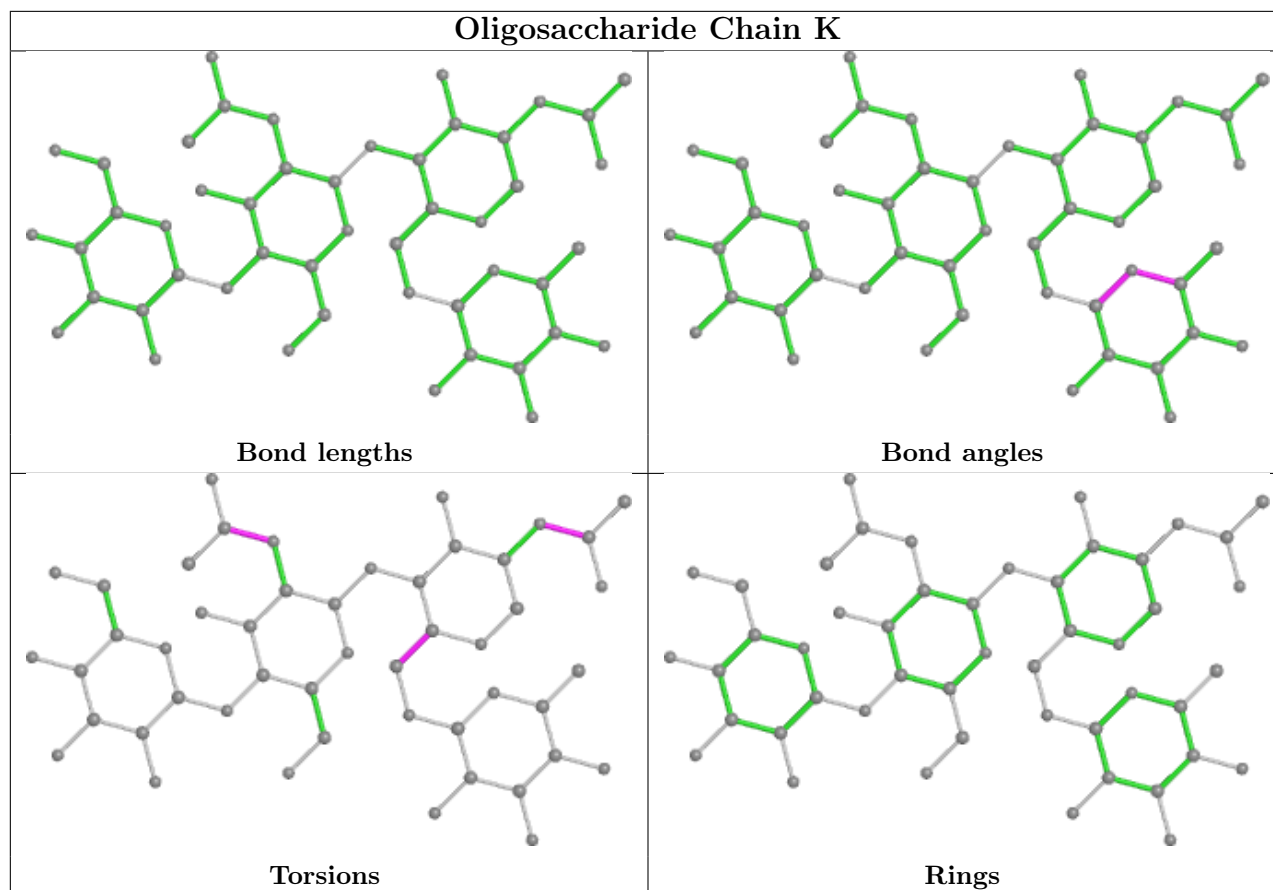 Oligosaccharide Chain K
Bond lengths
Bond angles
Torsions
Rings